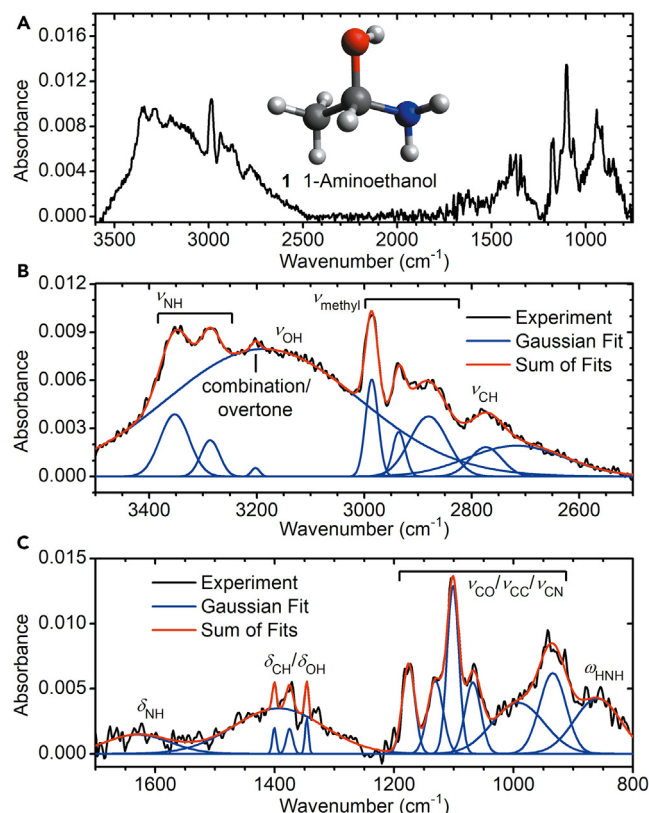 A
0.016
0.012
0.008
0.004
0.000
Absorbance
1 1-Aminoethanol
3500 3000 2500 2000 1500 1000
Wavenumber (cm-1)
B
0.012
0.009
0.006
0.003
0.000
Absorbance
νNH
νOH
combination/
overtone
νmethyl
νCH
Experiment
Gaussian Fit
Sum of Fits
3400 3200 3000 2800 2600
Wavenumber (cm-1)
C
0.015
0.010
0.005
0.000
Absorbance
Experiment
Gaussian Fit
Sum of Fits
νCO/νCC/νCN
δCH/δOH
δNH
ωHNH
1600 1400 1200 1000 800
Wavenumber (cm-1)